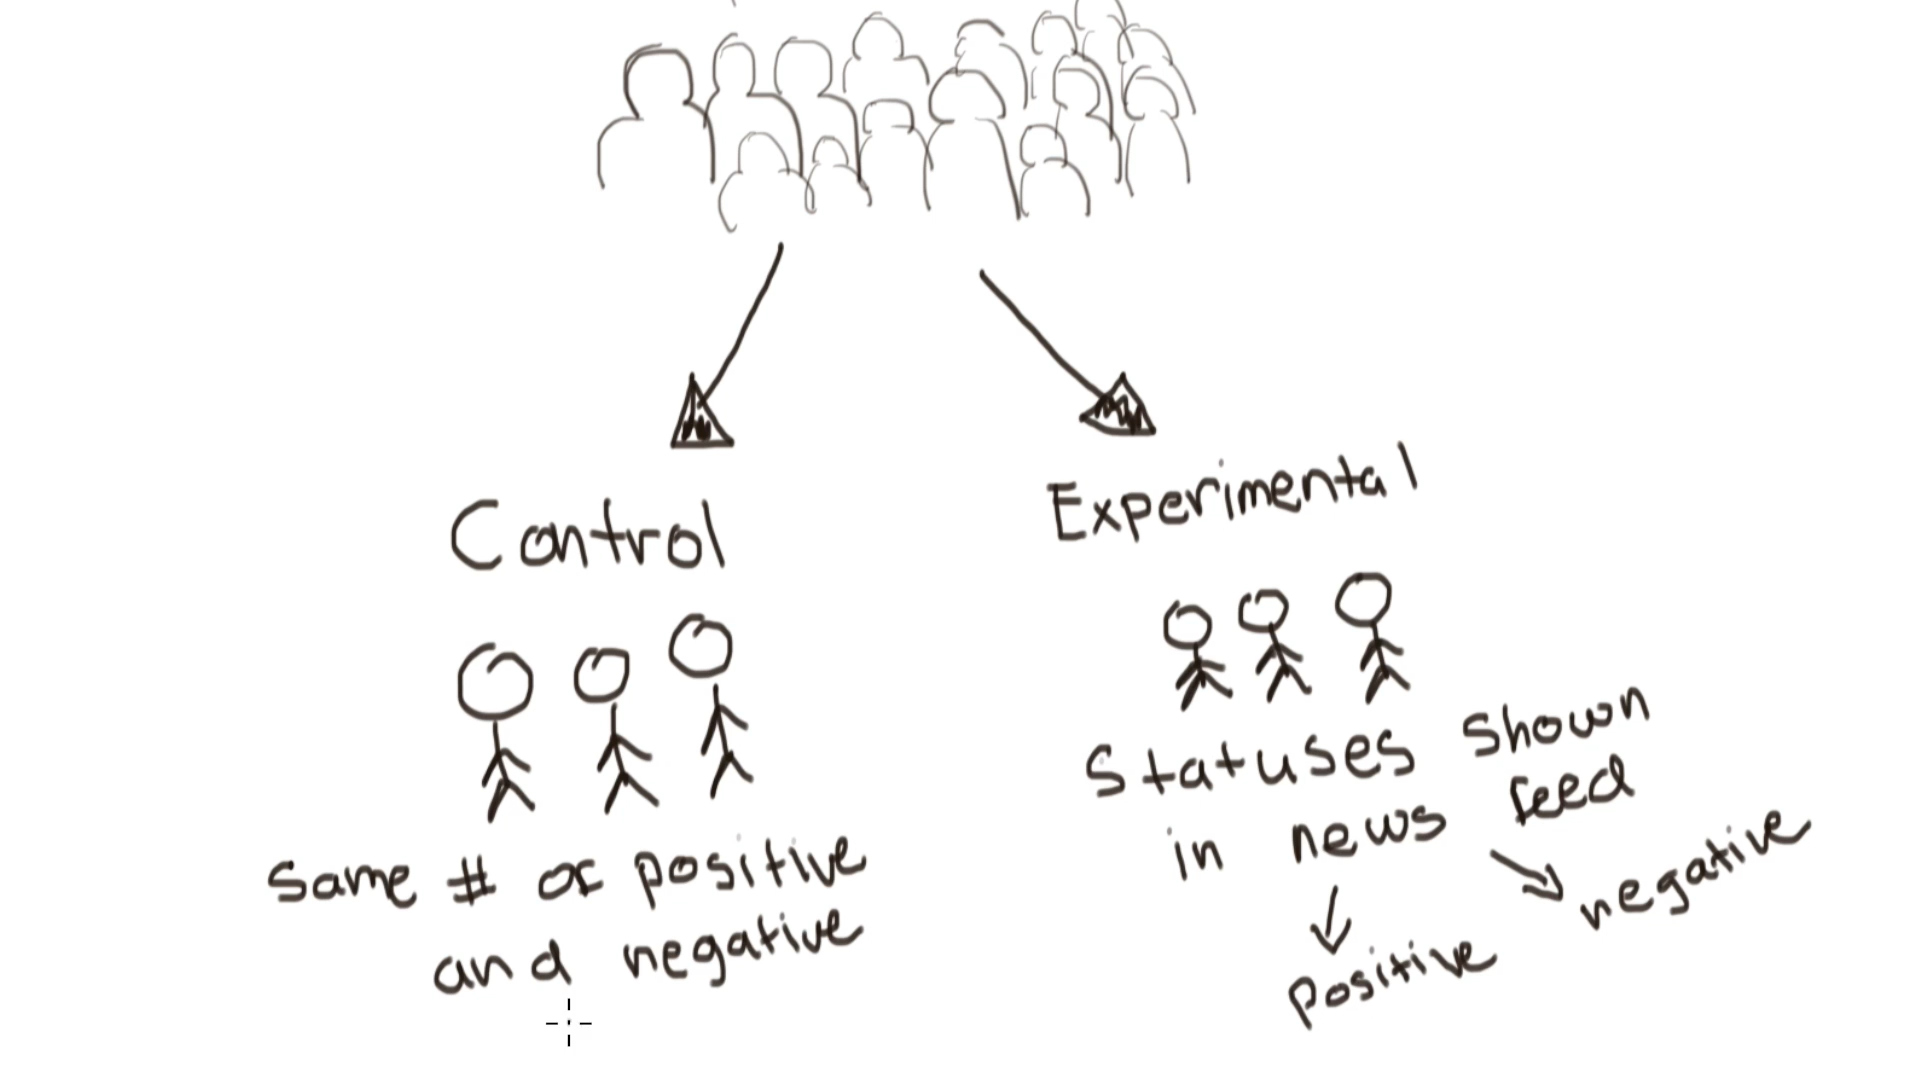 Control
Same # of positive
and negative
Experimental
Statuses shown
in news feed
positive
negative